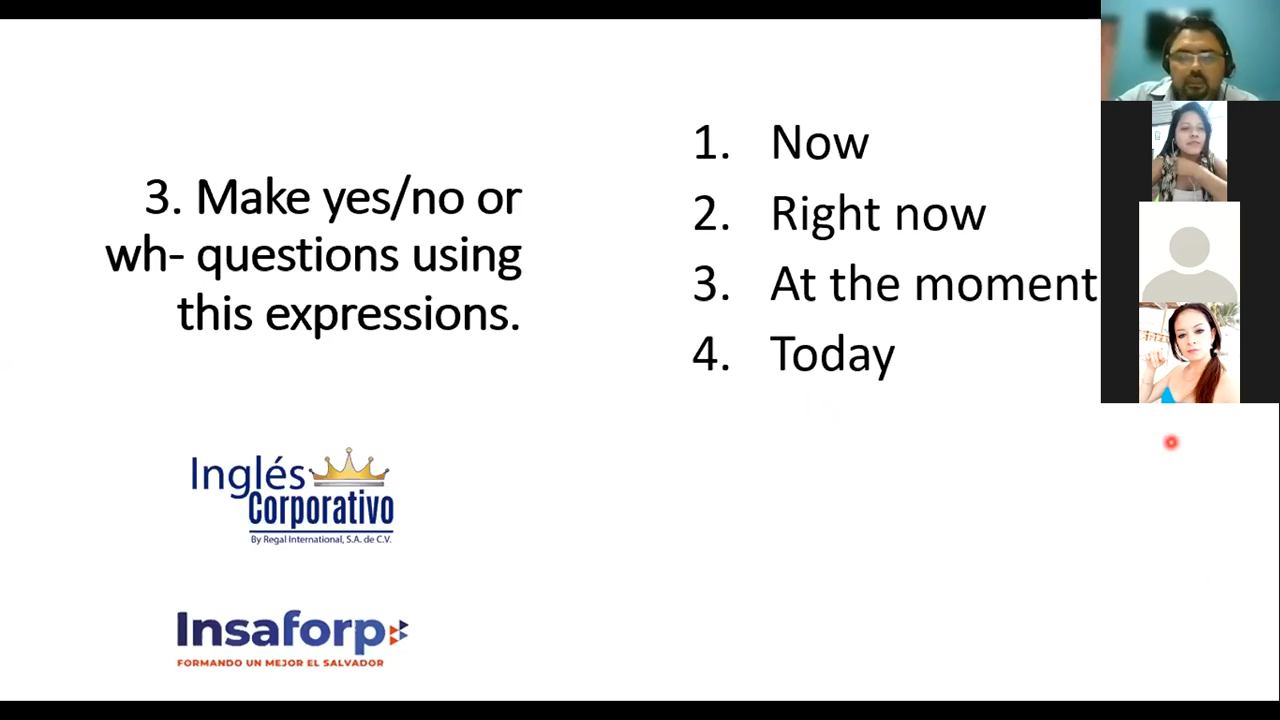 3. Make yes/no or
wh- questions using
this expressions.
1. Now
2. Right now
3. At the moment
4. Today
Inglés
Corporativo
By Regal International, S.A. de C.V.
Insaforp
FORMANDO UN MEJOR EL SALVADOR